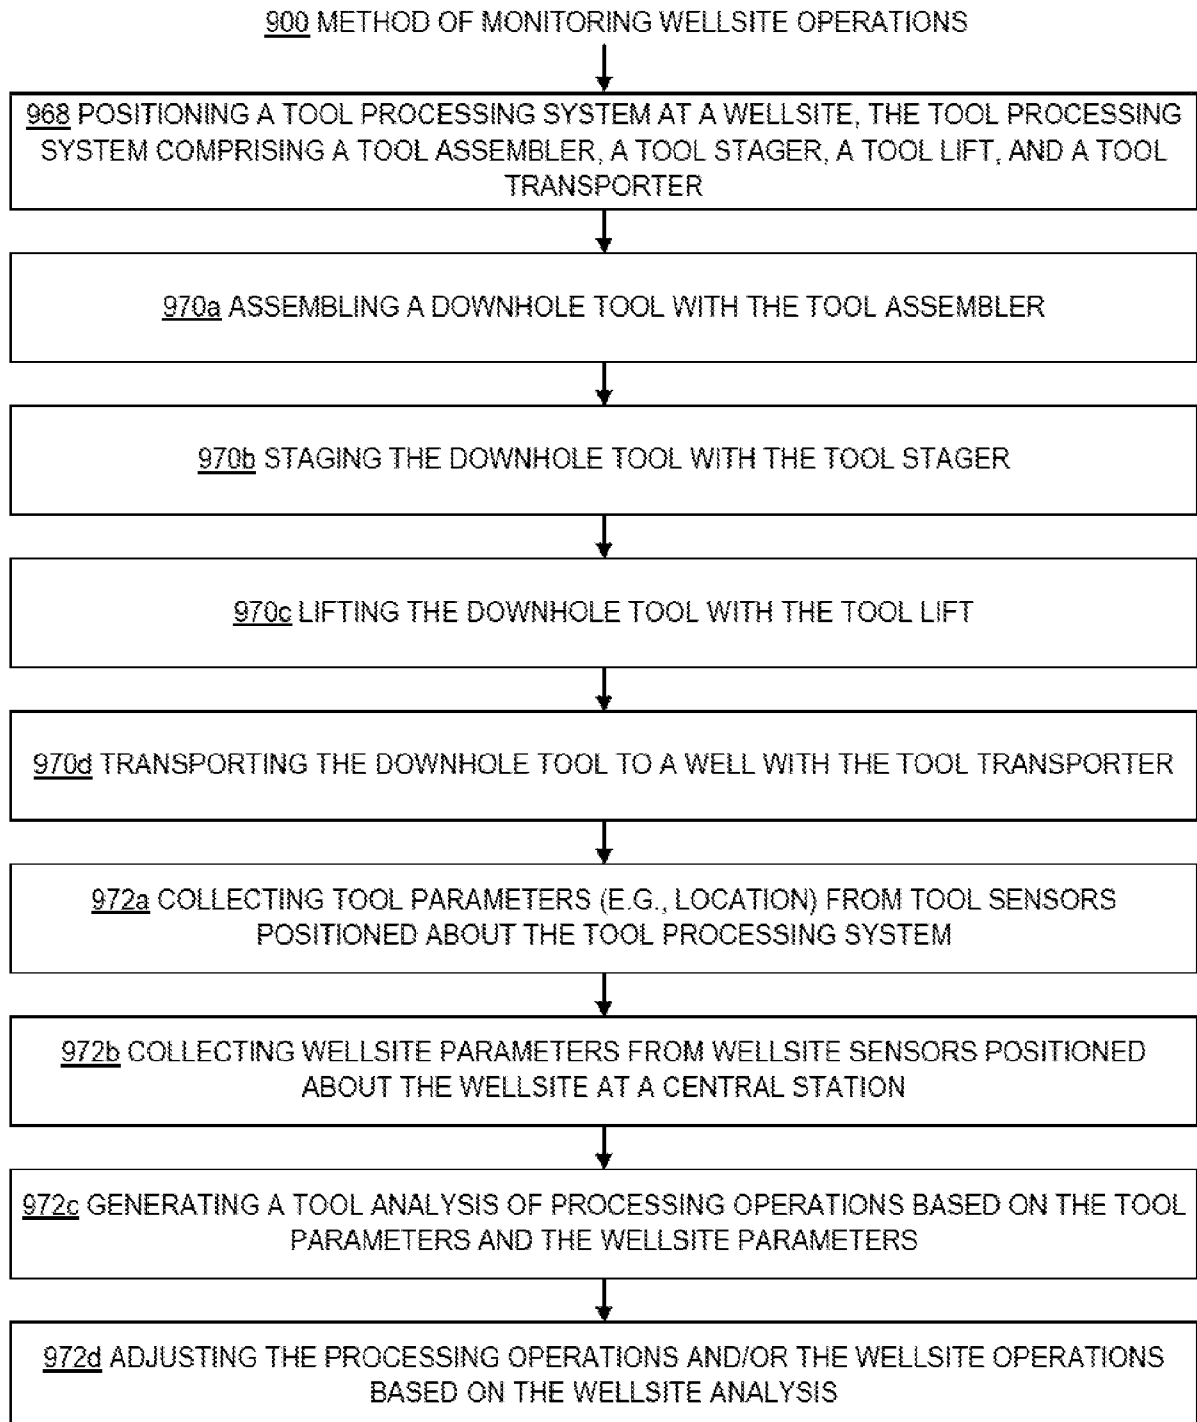 900 METHOD OF MONITORING WELLSITE OPERATIONS
968 POSITIONING A TOOL PROCESSING SYSTEM AT A WELLSITE, THE TOOL PROCESSING
SYSTEM COMPRISING A TOOL ASSEMBLER, A TOOL STAGER, A TOOL LIFT, AND A TOOL
TRANSPORTER
970a ASSEMBLING A DOWNHOLE TOOL WITH THE TOOL ASSEMBLER
970b STAGING THE DOWNHOLE TOOL WITH THE TOOL STAGER
970c LIFTING THE DOWNHOLE TOOL WITH THE TOOL LIFT
970d TRANSPORTING THE DOWNHOLE TOOL TO A WELL WITH THE TOOL TRANSPORTER
972a COLLECTING TOOL PARAMETERS (E.G., LOCATION) FROM TOOL SENSORS
POSITIONED ABOUT THE TOOL PROCESSING SYSTEM
972b COLLECTING WELLSITE PARAMETERS FROM WELLSITE SENSORS POSITIONED
ABOUT THE WELLSITE AT A CENTRAL STATION
972c GENERATING A TOOL ANALYSIS OF PROCESSING OPERATIONS BASED ON THE TOOL
PARAMETERS AND THE WELLSITE PARAMETERS
972d ADJUSTING THE PROCESSING OPERATIONS AND/OR THE WELLSITE OPERATIONS
BASED ON THE WELLSITE ANALYSIS